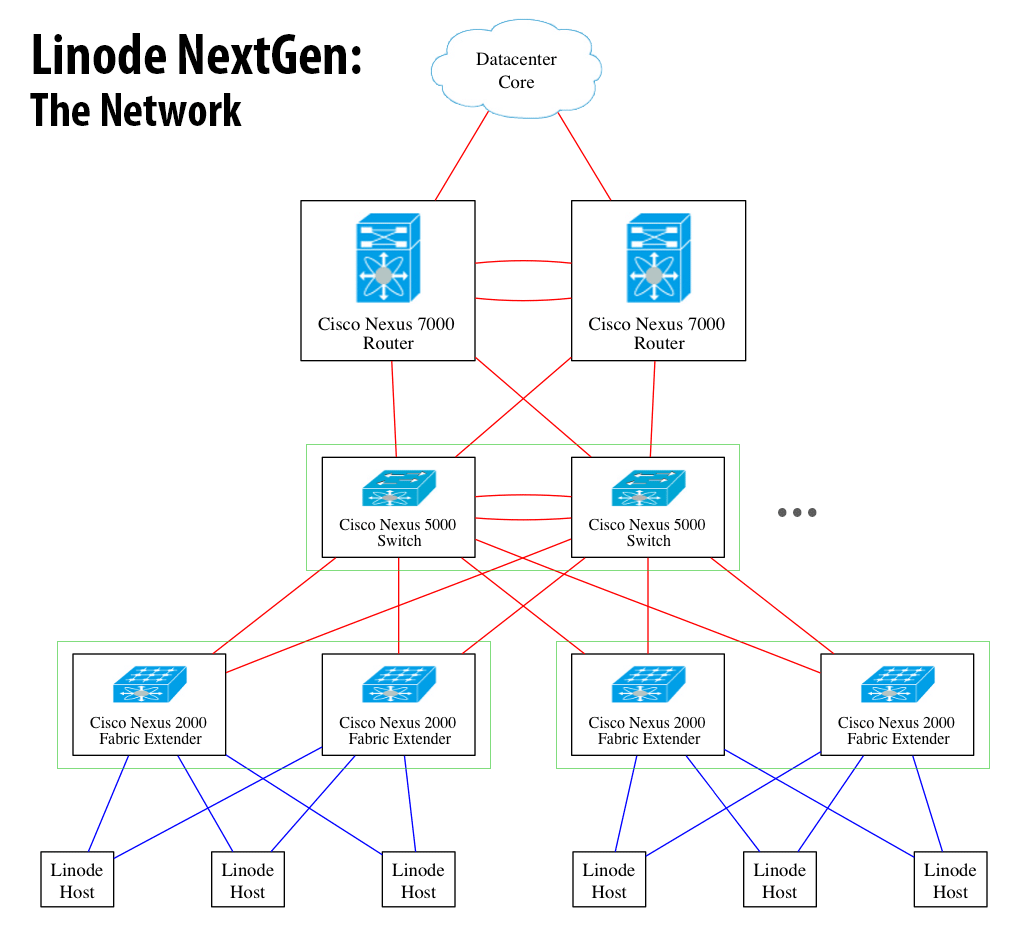 Linode NextGen:
The Network
Datacenter
Core
Cisco Nexus 7000
Router
Cisco Nexus 7000
Router
Cisco Nexus 5000
Switch
Cisco Nexus 5000
Switch
Cisco Nexus 2000
Fabric Extender
Cisco Nexus 2000
Fabric Extender
Cisco Nexus 2000
Fabric Extender
Cisco Nexus 2000
Fabric Extender
Linode
Host
Linode
Host
Linode
Host
Linode
Host
Linode
Host
Linode
Host